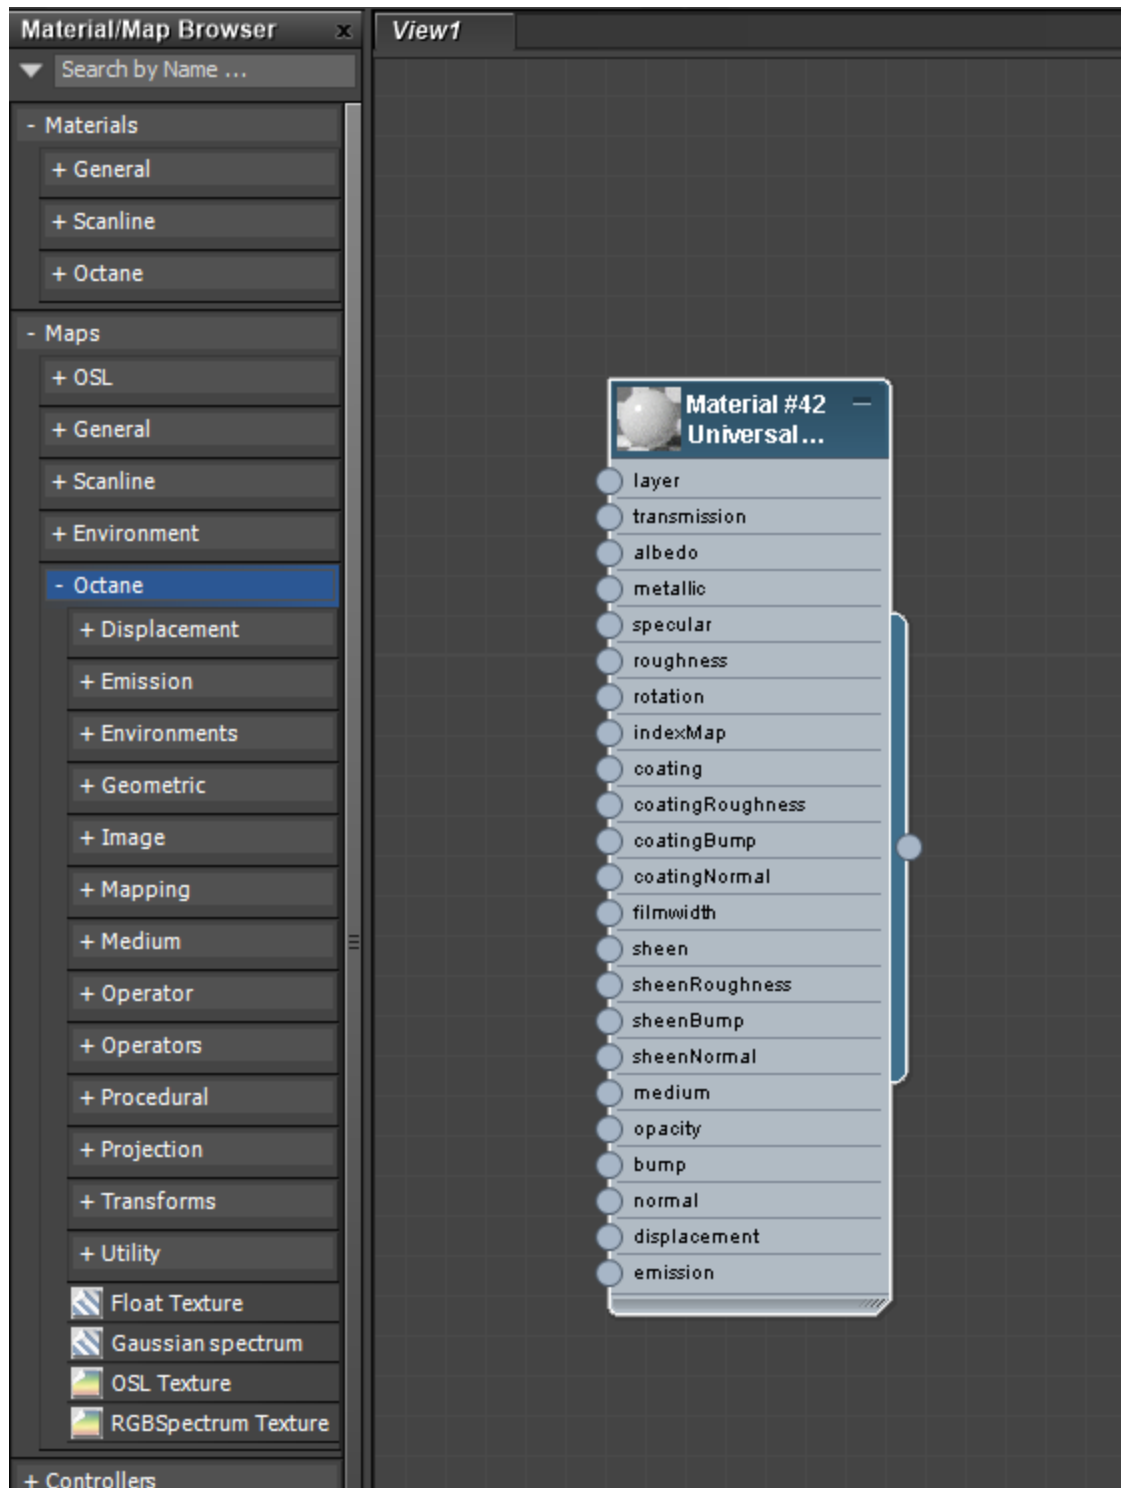 Material/Map Browser x
Search by Name ...
- Materials
+ General
+ Scanline
+ Octane
- Maps
+ OSL
+ General
+ Scanline
+ Environment
- Octane
+ Displacement
+ Emission
+ Environments
+ Geometric
+ Image
+ Mapping
+ Medium
+ Operator
+ Operators
+ Procedural
+ Projection
+ Transforms
+ Utility
Float Texture
Gaussian spectrum
OSL Texture
RGBSpectrum Texture
+ Controllers
View1
Material #42
Universal...
layer
transmission
albedo
metallic
specular
roughness
rotation
indexMap
coating
coatingRoughness
coatingBump
coatingNormal
filmwidth
sheen
sheenRoughness
sheenBump
sheenNormal
medium
opacity
bump
normal
displacement
emission